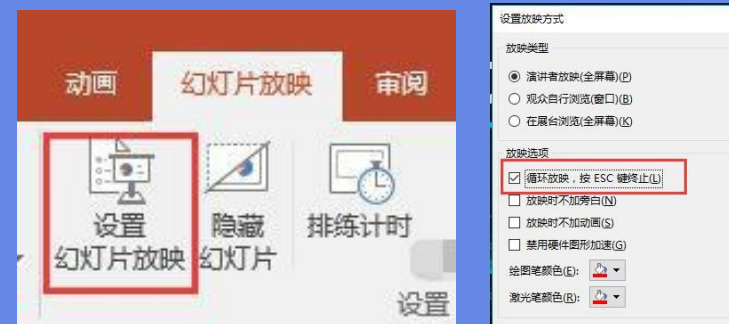 动画 幻灯片放映 审阅
设置 隐藏 排练计时
幻灯片放映 幻灯片
设置
设置放映方式
放映类型
演讲者放映(全屏幕)(P)
观众自行浏览(窗口)(B)
在展台浏览(全屏幕)(K)
放映选项
循环放映，按 ESC 键终止(L)
放映时不加旁白(N)
放映时不加动画(S)
禁用硬件图形加速(G)
绘图笔颜色(E):
激光笔颜色(R):